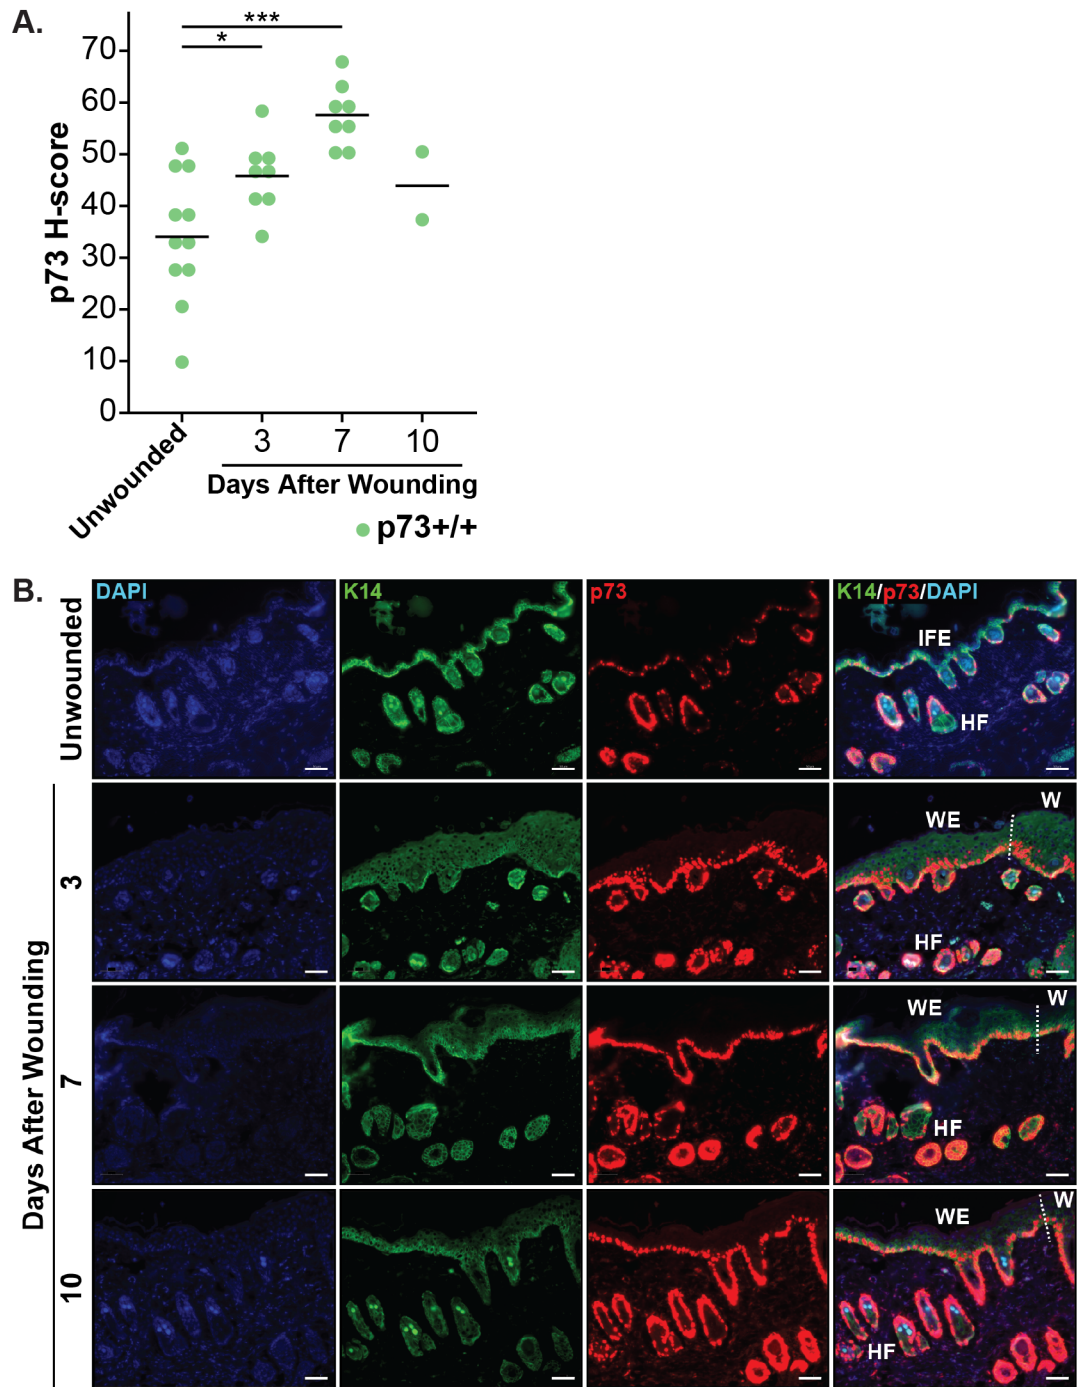 A.
***
*
70
60
50
40
30
20
10
0
p73 H-score
Unwounded
3 7 10
Days After Wounding
p73+/+
B.
DAPI K14 p73 K14/p73/DAPI
Unwounded
IFE
HF
Days After Wounding
3
WE W
HF
7
WE W
HF
10
WE W
HF